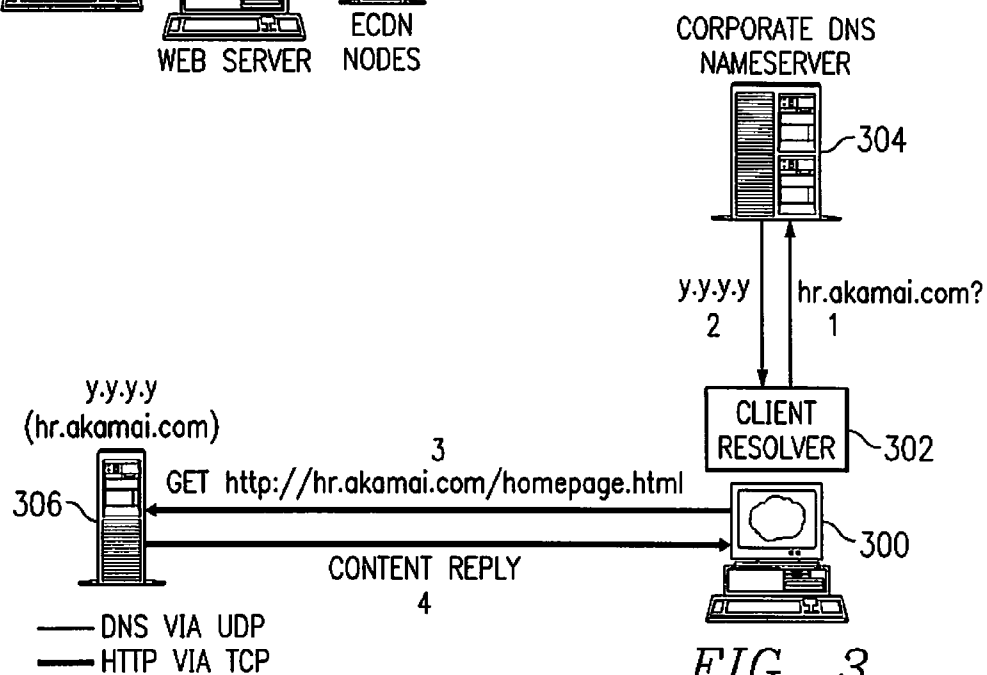 WEB SERVER
ECDN
NODES
CORPORATE DNS
NAMESERVER
304
y.y.y.y
2
hr.akamai.com?
1
CLIENT
RESOLVER
302
y.y.y.y
(hr.akamai.com)
306
3
GET http://hr.akamai.com/homepage.html
300
CONTENT REPLY
4
DNS VIA UDP
HTTP VIA TCP
FIG. 3